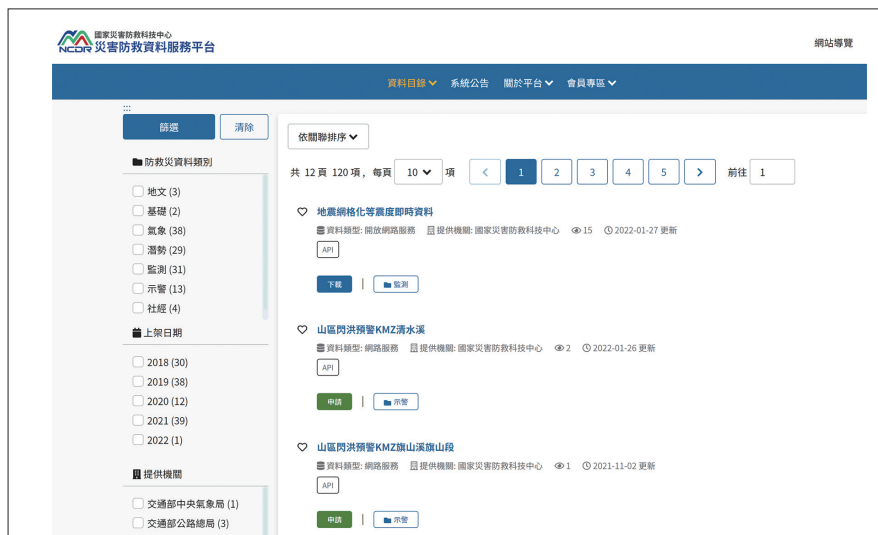 國家災害防救科技中心
NCDR 災害防救資料服務平台
網站導覽
資料目錄 系統公告 關於平台 會員專區
:::
篩選 清除
防救災資料類別
地文 (3)
基礎 (2)
氣象 (38)
潛勢 (29)
監測 (31)
示警 (13)
社經 (4)
上架日期
2018 (30)
2019 (38)
2020 (12)
2021 (39)
2022 (1)
提供機關
交通部中央氣象局 (1)
交通部公路總局 (3)
依關聯排序
共 12 頁 120 項，每頁 10 項 < 1 2 3 4 5 > 前往 1
地震網格化等震度即時資料
資料類型: 開放網路服務 提供機關: 國家災害防救科技中心 15 2022-01-27 更新
API
下載 | 監測
山區閃洪預警KMZ清水溪
資料類型: 網路服務 提供機關: 國家災害防救科技中心 2 2022-01-26 更新
API
申請 | 示警
山區閃洪預警KMZ旗山溪旗山段
資料類型: 網路服務 提供機關: 國家災害防救科技中心 1 2021-11-02 更新
API
申請 | 示警